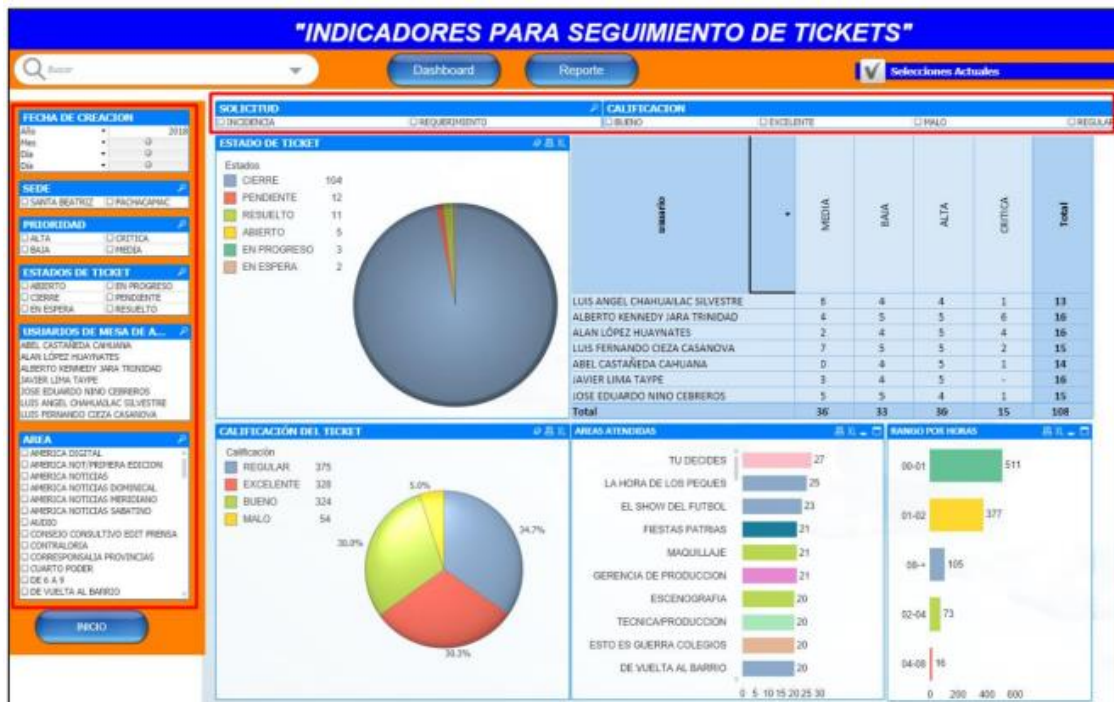 "INDICADORES PARA SEGUIMIENTO DE TICKETS"
Buscar
Dashboard
Reporte
Selecciones Actuales
FECHA DE CREACION
Año 2018
Mes
Día
Día
SEDE
SANTA BEATRIZ PACHACAMAC
PRIORIDAD
ALTA CRITICA
BAJA MEDIA
ESTADOS DE TICKET
ABIERTO EN PROGRESO
CIERRE PENDIENTE
EN ESPERA RESUELTO
USUARIOS DE MESA DE A...
ABEL CASTAÑEDA CAHUANA
ALAN LÓPEZ HUAYNATES
ALBERTO KENNEDY JARA TRINIDAD
JAVIER LIMA TAYPE
JOSE EDUARDO NINO CEBREROS
LUIS ANGEL CHAHUAILAC SILVESTRE
LUIS FERNANDO CIEZA CASANOVA
AREA
AMERICA DIGITAL
AMERICA NOT/PRIMERA EDICION
AMERICA NOTICIAS
AMERICA NOTICIAS DOMINICAL
AMERICA NOTICIAS MERIDIANO
AMERICA NOTICIAS SABATINO
AUDIO
CONSEJO CONSULTIVO EDIT PRENSA
CONTRALORIA
CORRESPONSALIA PROVINCIAS
CUARTO PODER
DE 6 A 9
DE VUELTA AL BARRIO
INICIO
SOLICITUD CALIFICACION
INCIDENCIA REQUERIMIENTO BUENO EXCELENTE MALO REGULAR
ESTADO DE TICKET
Estados
CIERRE 104
PENDIENTE 12
RESUELTO 11
ABIERTO 5
EN PROGRESO 3
EN ESPERA 2
usuario MEDIA BAJA ALTA CRITICA Total
LUIS ANGEL CHAHUAILAC SILVESTRE 6 4 4 1 13
ALBERTO KENNEDY JARA TRINIDAD 4 5 5 6 16
ALAN LÓPEZ HUAYNATES 2 4 5 4 16
LUIS FERNANDO CIEZA CASANOVA 7 5 5 2 15
ABEL CASTAÑEDA CAHUANA 0 4 5 1 14
JAVIER LIMA TAYPE 3 4 5 - 16
JOSE EDUARDO NINO CEBREROS 5 5 4 1 15
Total 36 33 36 15 108
CALIFICACIÓN DEL TICKET
Calificación
REGULAR 375
EXCELENTE 328
BUENO 324
MALO 54
5.0%
34.7%
30.0%
30.3%
AREAS ATENDIDAS
TU DECIDES 27
LA HORA DE LOS PEQUES 25
EL SHOW DEL FUTBOL 23
FIESTAS PATRIAS 21
MAQUILLAJE 21
GERENCIA DE PRODUCCION 21
ESCENOGRAFIA 20
TECNICA/PRODUCCION 20
ESTO ES GUERRA COLEGIOS 20
DE VUELTA AL BARRIO 20
0 5 10 15 20 25 30
RANGO POR HORAS
00-01 511
01-02 377
08-+ 105
02-04 73
04-08 16
0 200 400 600